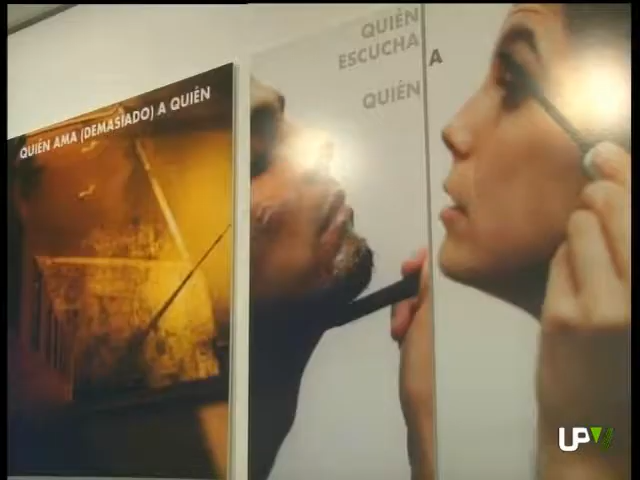 QUIÉN AMA (DEMASIADO) A QUIÉN
QUIÉN
ESCUCHA A
QUIÉN
UPV